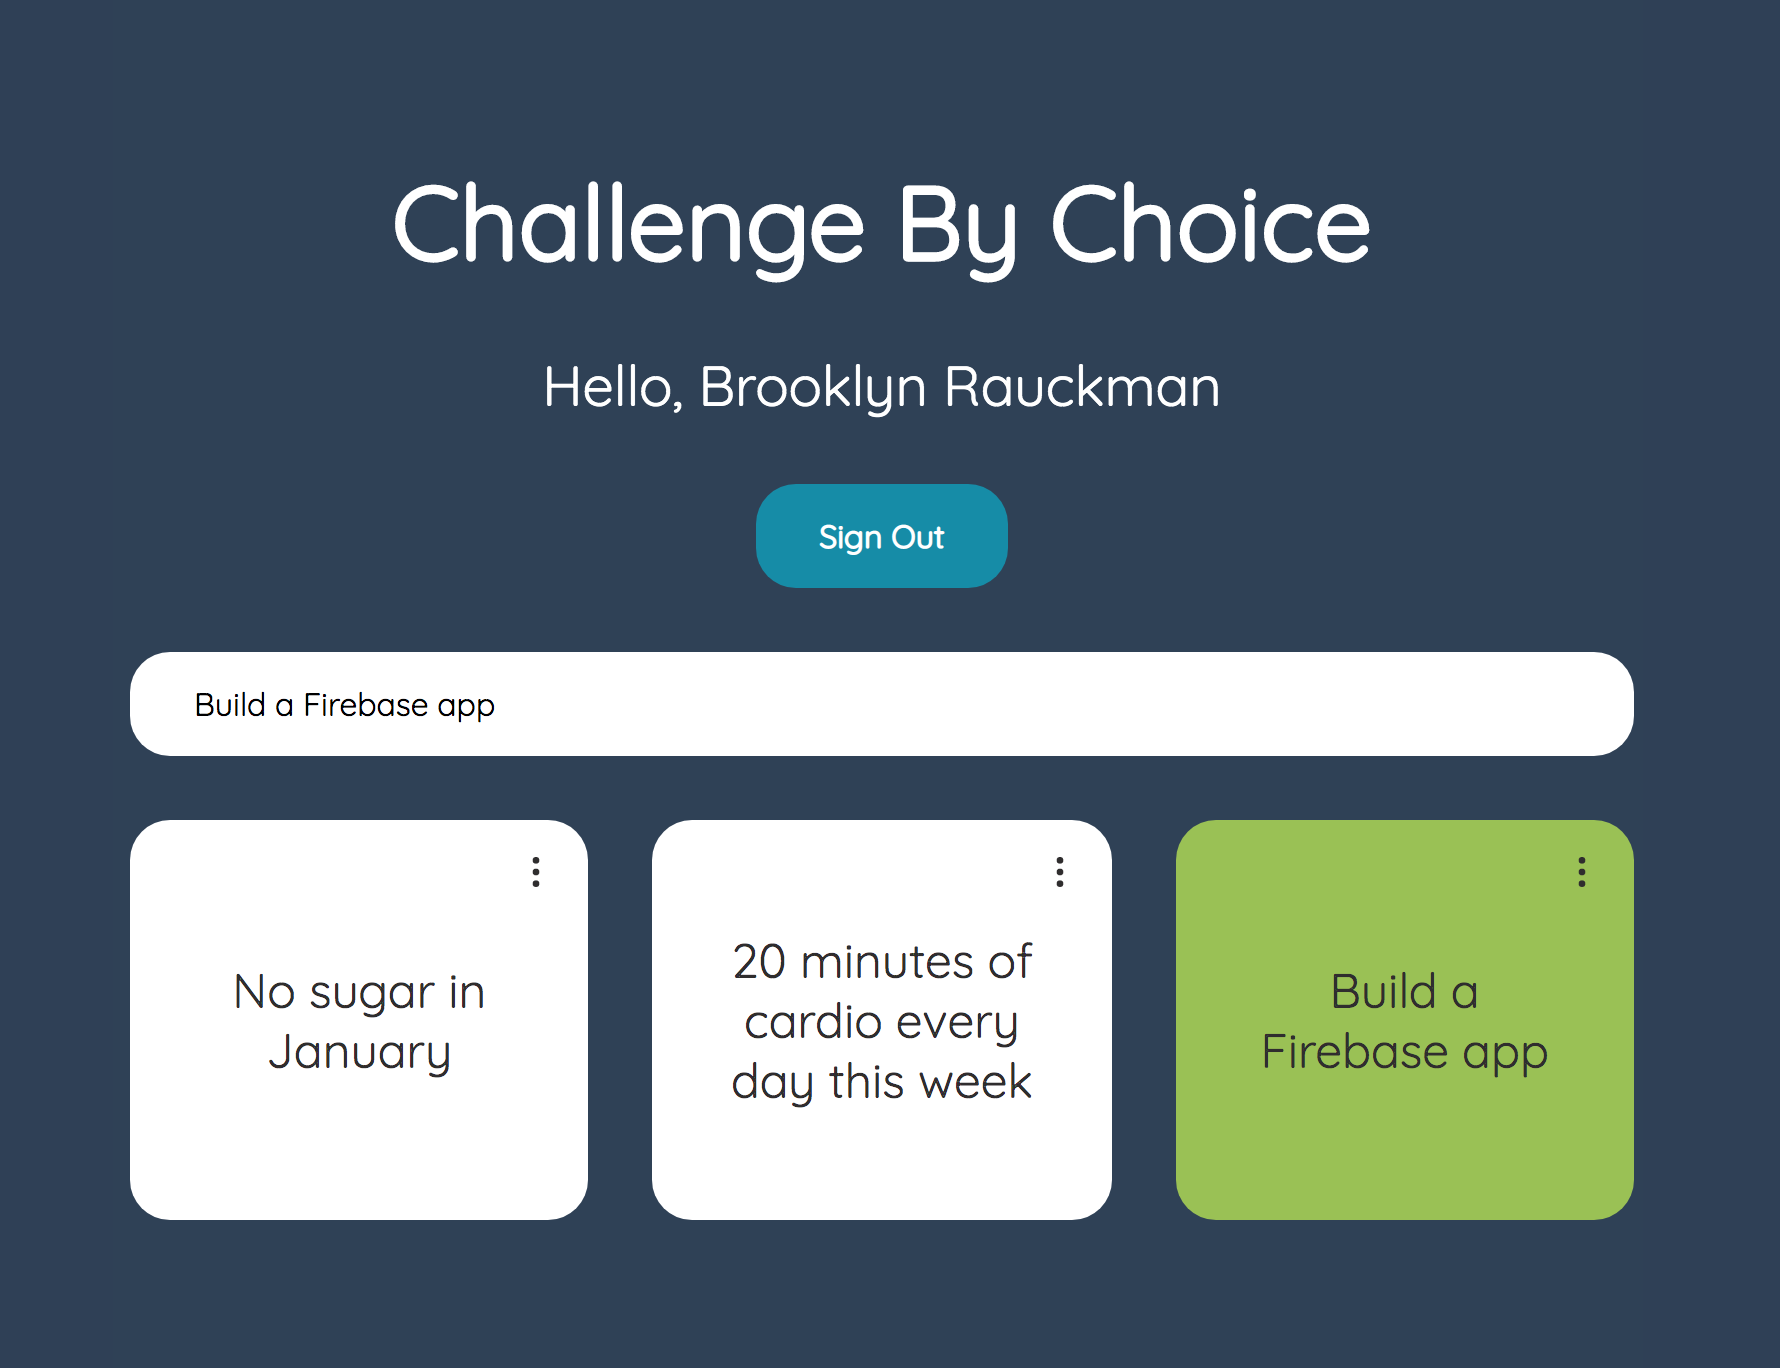 Challenge By Choice
Hello, Brooklyn Rauckman
Sign Out
Build a Firebase app
No sugar in
January
20 minutes of
cardio every
day this week
Build a
Firebase app